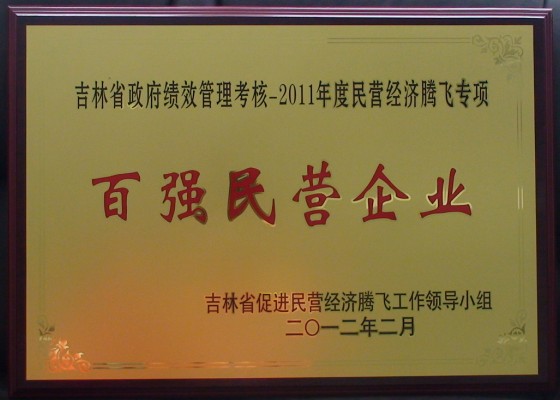 吉林省政府绩效管理考核-2011年度民营经济腾飞专项
百强民营企业
吉林省促进民营经济腾飞工作领导小组
二〇一二年二月